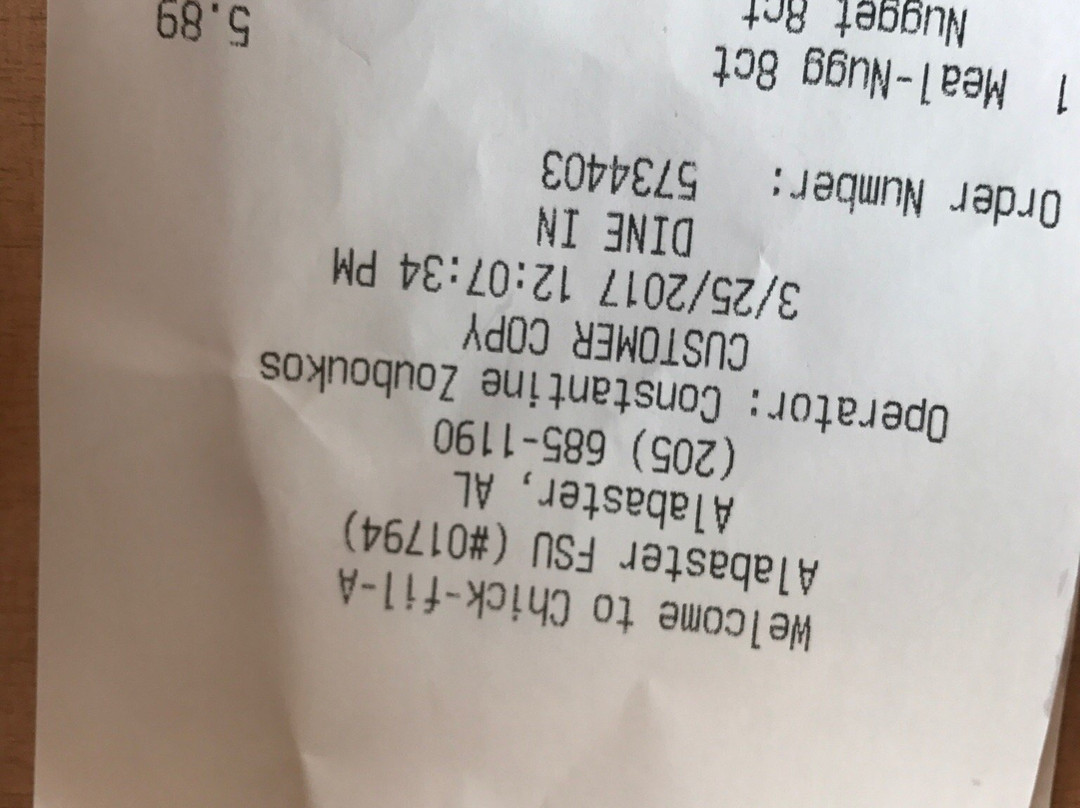 Welcome to Chick-fil-A
Alabaster FSU (#01794)
Alabaster, AL
(205) 685-1190
Operator: Constantine Zouboukos
CUSTOMER COPY
3/25/2017 12:07:34 PM
DINE IN
Order Number: 5734403
1 Meal-Nugg 8ct 5.89
Nugget 8ct